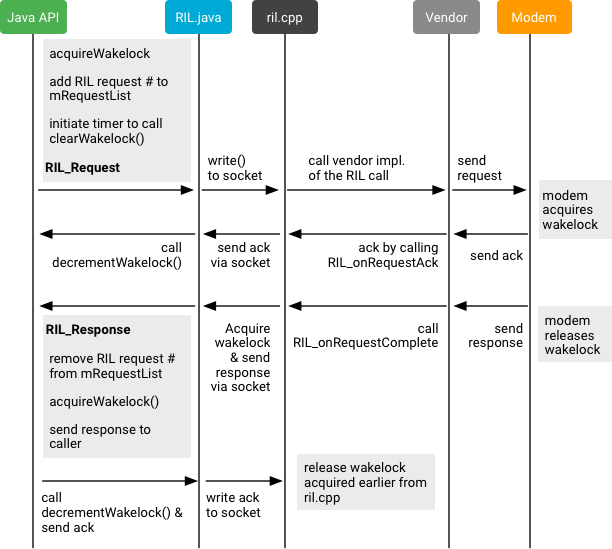 Java API
RIL.java
ril.cpp
Vendor
Modem
acquireWakelock
add RIL request # to
mRequestList
initiate timer to call
clearWakelock()
RIL_Request
write()
to socket
call vendor impl.
of the RIL call
send
request
modem
acquires
wakelock
call
decrementWakelock()
send ack
via socket
ack by calling
RIL_onRequestAck
send ack
RIL_Response
remove RIL request #
from mRequestList
acquireWakelock()
send response to
caller
Acquire
wakelock
& send
response
via socket
call
RIL_onRequestComplete
send
response
modem
releases
wakelock
call
decrementWakelock() &
send ack
write ack
to socket
release wakelock
acquired earlier from
ril.cpp